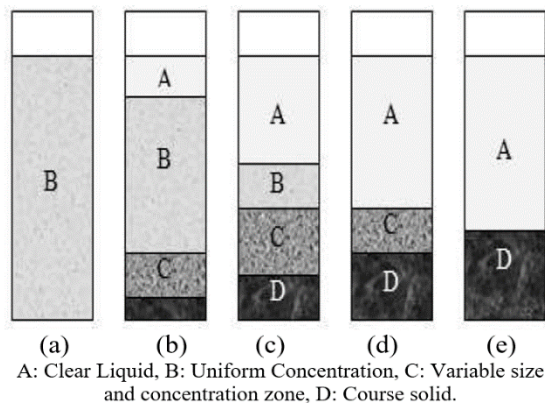 B
A
B
C
A
B
C
D
A
C
D
A
D
(a) (b) (c) (d) (e)
A: Clear Liquid, B: Uniform Concentration, C: Variable size
and concentration zone, D: Course solid.